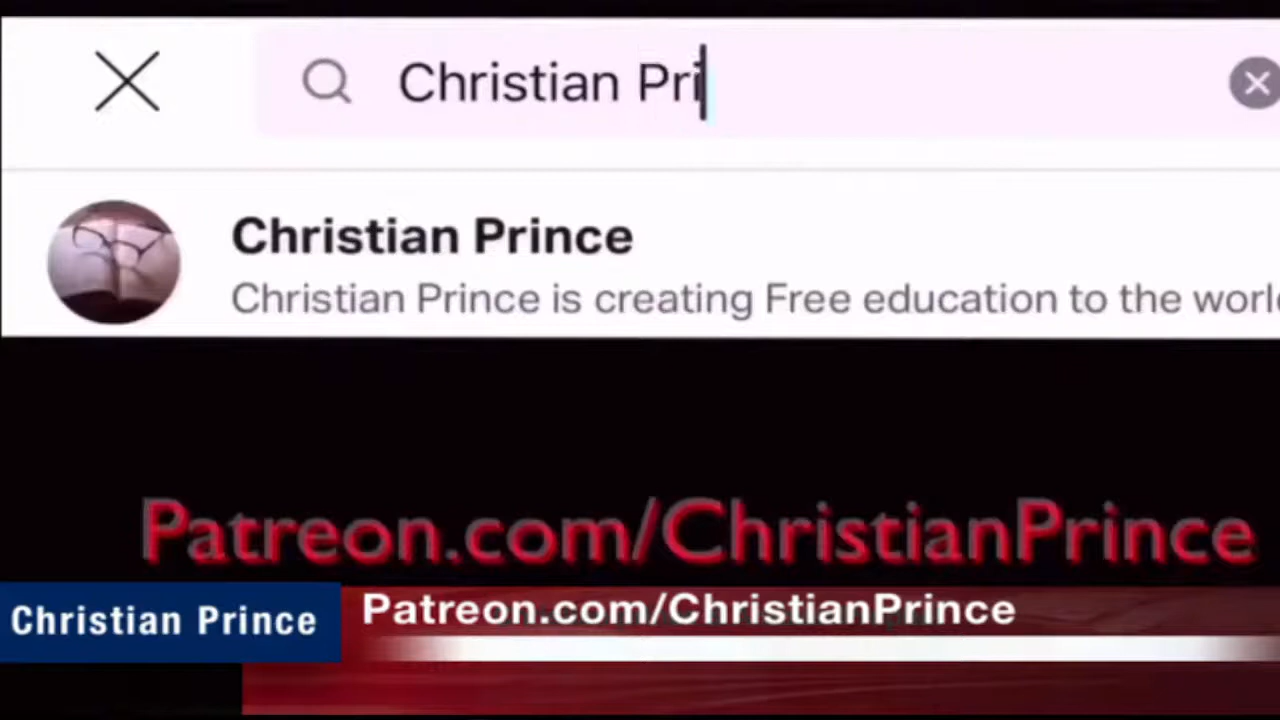 Christian Pri
Christian Prince
Christian Prince is creating Free education to the world
Patreon.com/ChristianPrince
Christian Prince
Patreon.com/ChristianPrince